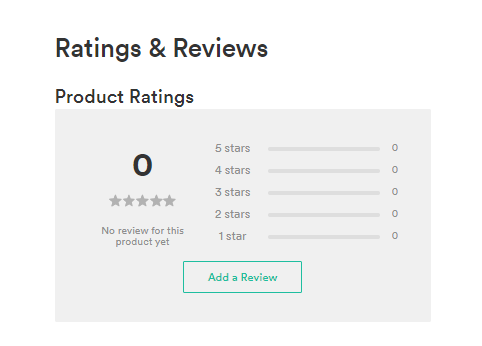 Ratings & Reviews
Product Ratings
0
No review for this
product yet
5 stars 0
4 stars 0
3 stars 0
2 stars 0
1 star 0
Add a Review